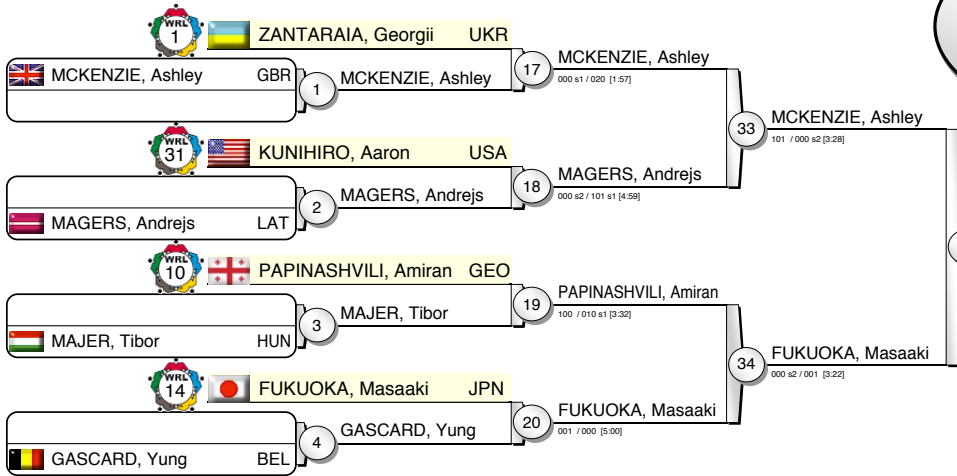 WRL
1
ZANTARAIA, Georgii UKR
MCKENZIE, Ashley GBR
1
MCKENZIE, Ashley
17
MCKENZIE, Ashley
000 s1 / 020 [1:57]
WRL
31
KUNIHIRO, Aaron USA
MAGERS, Andrejs LAT
2
MAGERS, Andrejs
18
MAGERS, Andrejs
000 s2 / 101 s1 [4:59]
33
MCKENZIE, Ashley
101 / 000 s2 [3:28]
WRL
10
PAPINASHVILI, Amiran GEO
MAJER, Tibor HUN
3
MAJER, Tibor
19
PAPINASHVILI, Amiran
100 / 010 s1 [3:32]
WRL
14
FUKUOKA, Masaaki JPN
GASCARD, Yung BEL
4
GASCARD, Yung
20
FUKUOKA, Masaaki
001 / 000 [5:00]
34
FUKUOKA, Masaaki
000 s2 / 001 [3:22]